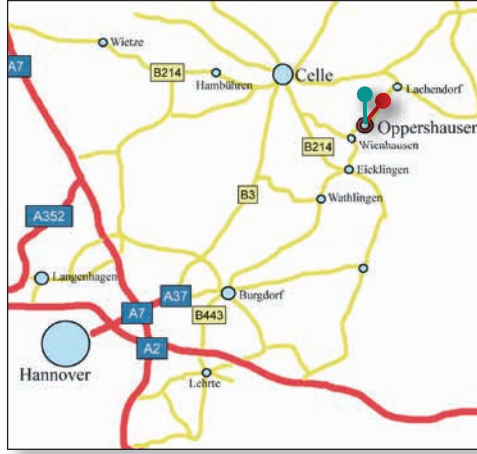 Wietze
A7
B214
Hambühren
Celle
Lachendorf
Oppershausen
Wienhausen
B214
Eicklingen
B3
Wathlingen
A352
Langenhagen
A37
Burgdorf
A7
B443
A2
Hannover
Lehrte